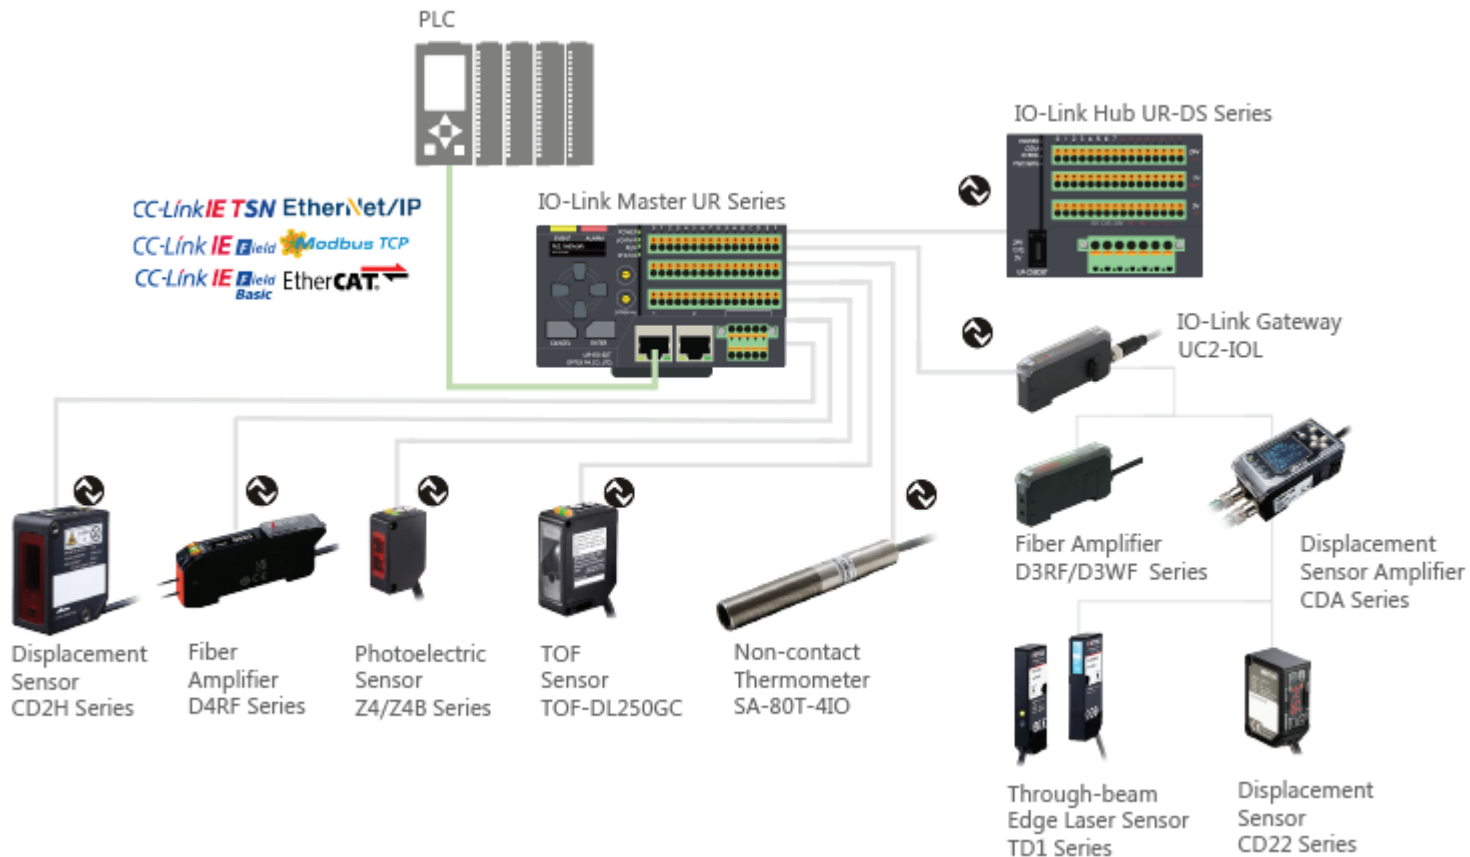 PLC
IO-Link Hub UR-DS Series
CC-Link IE TSN EtherNet/IP
CC-Link IE Field Modbus TCP
CC-Link IE Field Basic EtherCAT
IO-Link Master UR Series
EVENT ALARM
CANCEL ENTER
IO-Link Gateway
UC2-IOL
Fiber Amplifier
D3RF/D3WF Series
Displacement
Sensor Amplifier
CDA Series
Displacement
Sensor
CD2H Series
Fiber
Amplifier
D4RF Series
Photoelectric
Sensor
Z4/Z4B Series
TOF
Sensor
TOF-DL250GC
Non-contact
Thermometer
SA-80T-4IO
Through-beam
Edge Laser Sensor
TD1 Series
Displacement
Sensor
CD22 Series